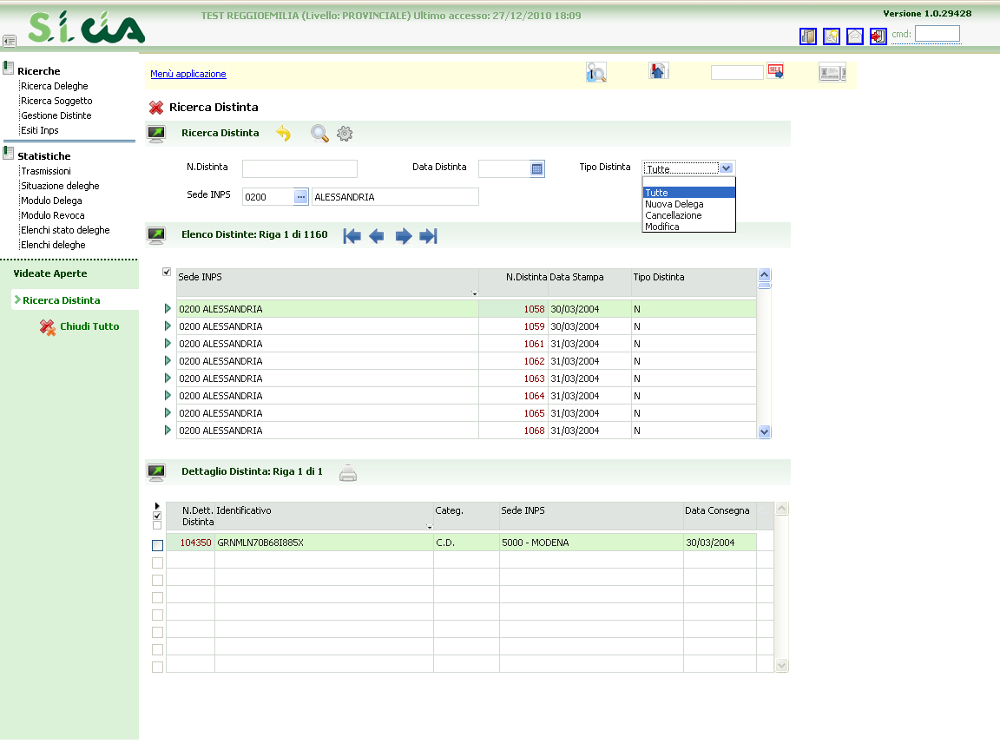 TEST REGGIOEMILIA (Livello: PROVINCIALE) Ultimo accesso: 27/12/2010 18:09
Versione 1.0.29428
S.I. CIA
cmd:
Ricerche
Ricerca Deleghe
Ricerca Soggetto
Gestione Distinte
Esiti Inps
Statistiche
Trasmissioni
Situazione deleghe
Modulo Delega
Modulo Revoca
Elenchi stato deleghe
Elenchi deleghe
Videate Aperte
Ricerca Distinta
Chiudi Tutto
Menù applicazione
Ricerca Distinta
Ricerca Distinta
N.Distinta Data Distinta Tipo Distinta Tutte
Sede INPS 0200 ... ALESSANDRIA
Tutte
Nuova Delega
Cancellazione
Modifica
Elenco Distinte: Riga 1 di 1160
Sede INPS N.Distinta Data Stampa Tipo Distinta
0200 ALESSANDRIA 1058 30/03/2004 N
0200 ALESSANDRIA 1059 30/03/2004 N
0200 ALESSANDRIA 1061 31/03/2004 N
0200 ALESSANDRIA 1062 31/03/2004 N
0200 ALESSANDRIA 1063 31/03/2004 N
0200 ALESSANDRIA 1064 31/03/2004 N
0200 ALESSANDRIA 1065 31/03/2004 N
0200 ALESSANDRIA 1068 31/03/2004 N
Dettaglio Distinta: Riga 1 di 1
N.Dett. Identificativo Categ. Sede INPS Data Consegna
Distinta
104350 GRNMLN70B68I885X C.D. 5000 - MODENA 30/03/2004